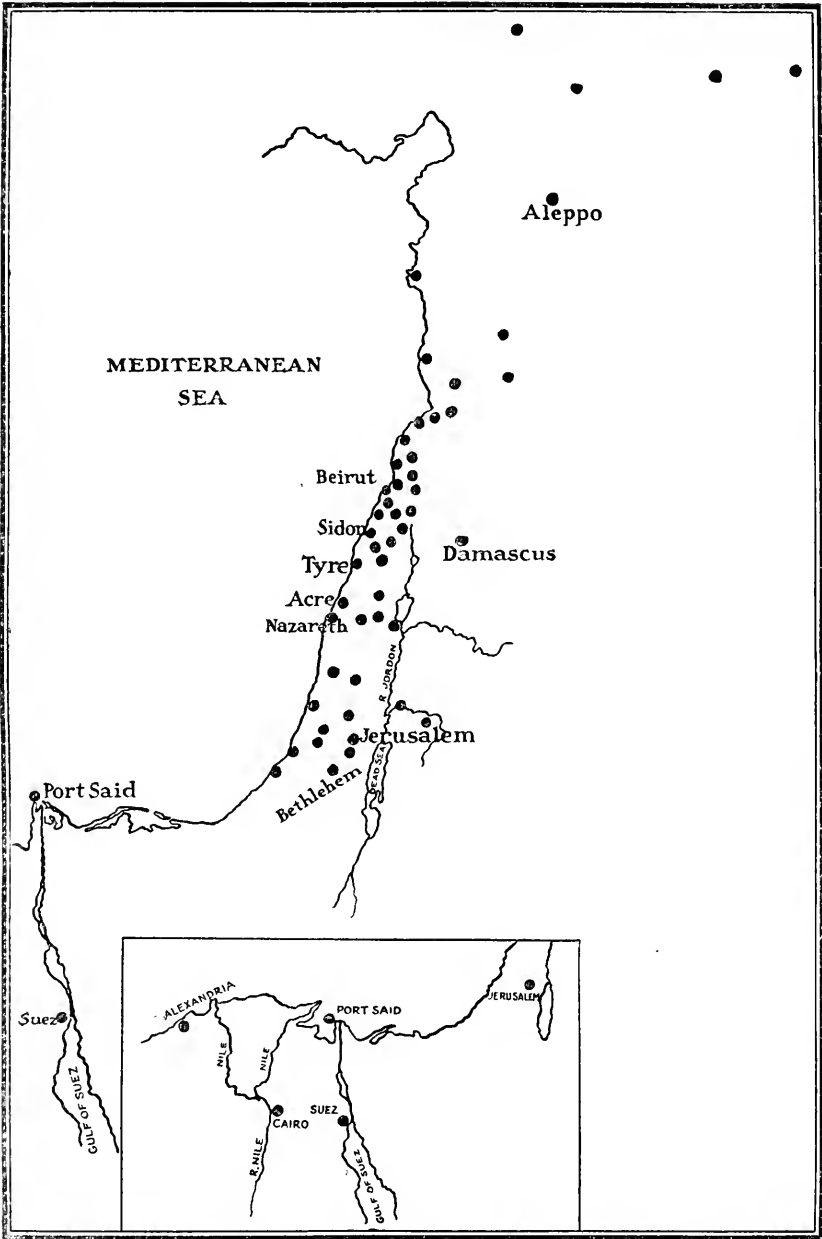 Aleppo
MEDITERRANEAN
SEA
Beirut
Sidon
Damascus
Tyre
Acre
Nazareth
R. JORDON
Jerusalem
DEAD SEA
Bethlehem
Port Said
Suez
GULF OF SUEZ
ALEXANDRIA
PORT SAID
JERUSALEM
NILE
NILE
CAIRO
SUEZ
R. NILE
GULF OF SUEZ